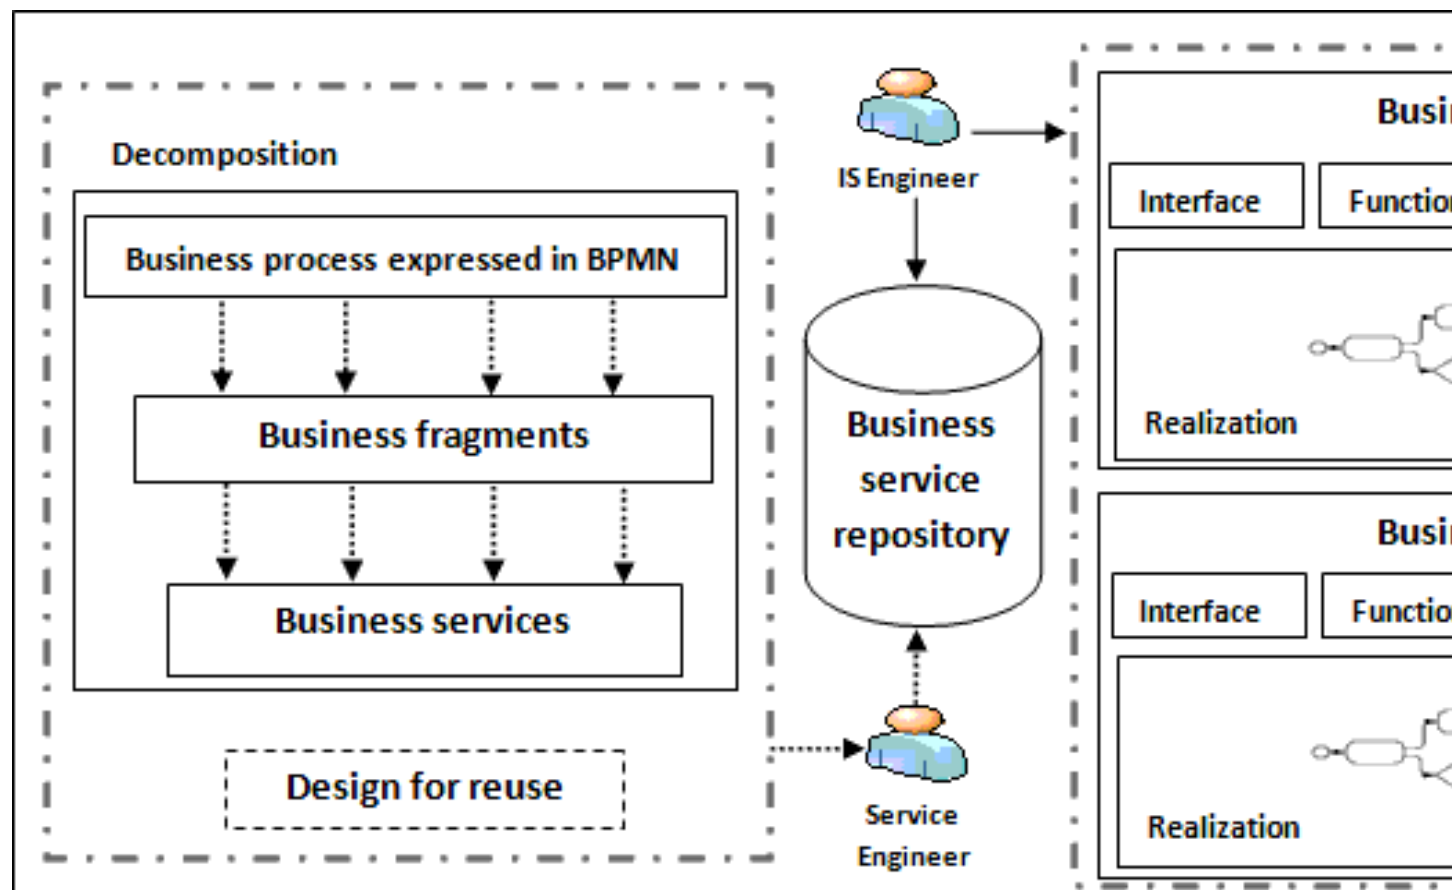 Decomposition
Business process expressed in BPMN
Business fragments
Business services
Design for reuse
IS Engineer
Business
service
repository
Service
Engineer
Interface
Realization
Interface
Realization